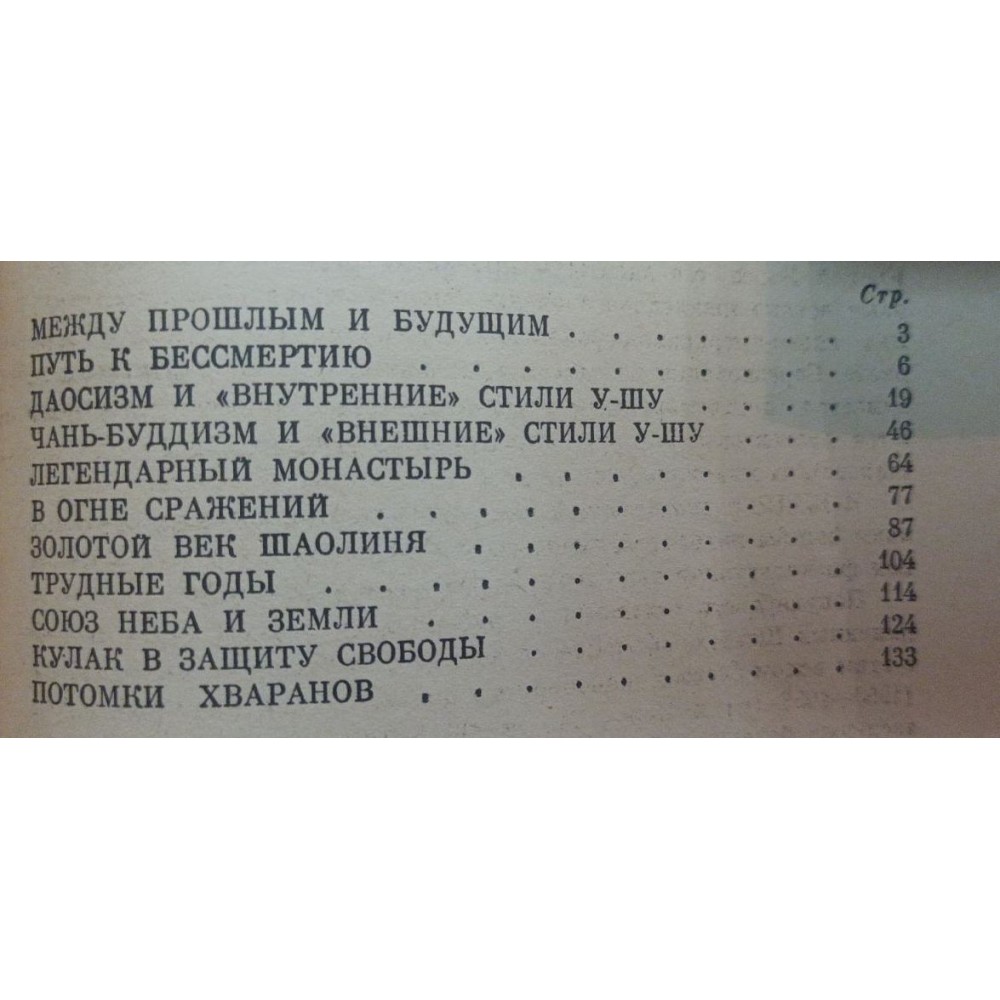 Стр.
МЕЖДУ ПРОШЛЫМ И БУДУЩИМ . . . . . . . . 3
ПУТЬ К БЕССМЕРТИЮ . . . . . . . . . . . 6
ДАОСИЗМ И «ВНУТРЕННИЕ» СТИЛИ У-ШУ . . . . 19
ЧАНЬ-БУДДИЗМ И «ВНЕШНИЕ» СТИЛИ У-ШУ . . . 46
ЛЕГЕНДАРНЫЙ МОНАСТЫРЬ . . . . . . . . 64
В ОГНЕ СРАЖЕНИЙ . . . . . . . . . . . 77
ЗОЛОТОЙ ВЕК ШАОЛИНЯ . . . . . . . . . 87
ТРУДНЫЕ ГОДЫ . . . . . . . . . . . . 104
СОЮЗ НЕБА И ЗЕМЛИ . . . . . . . . . . 114
КУЛАК В ЗАЩИТУ СВОБОДЫ . . . . . . . . 124
ПОТОМКИ ХВАРАНОВ . . . . . . . . . . 133